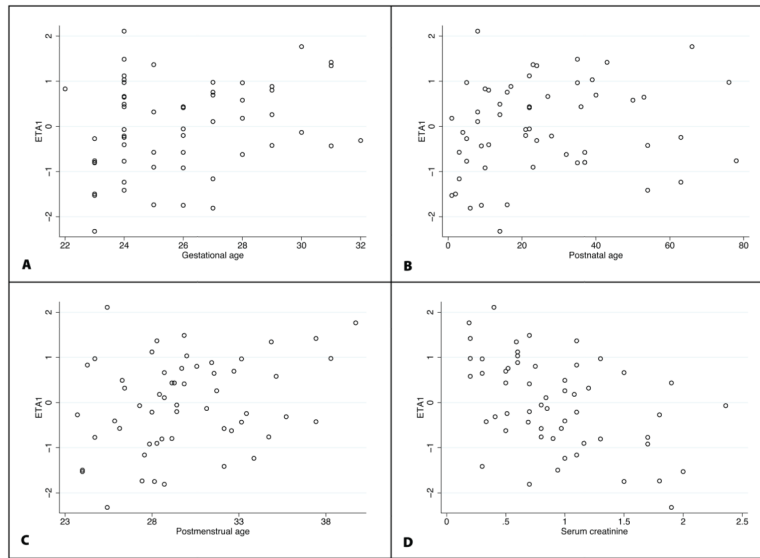 2
1
0
-1
-2
ETA1
22 24 26 28 30 32
Gestational age
A
2
1
0
-1
-2
ETA1
0 20 40 60 80
Postnatal age
B
2
1
0
-1
-2
ETA1
23 28 33 38
Postmenstrual age
C
2
1
0
-1
-2
ETA1
0 .5 1 1.5 2 2.5
Serum creatinine
D